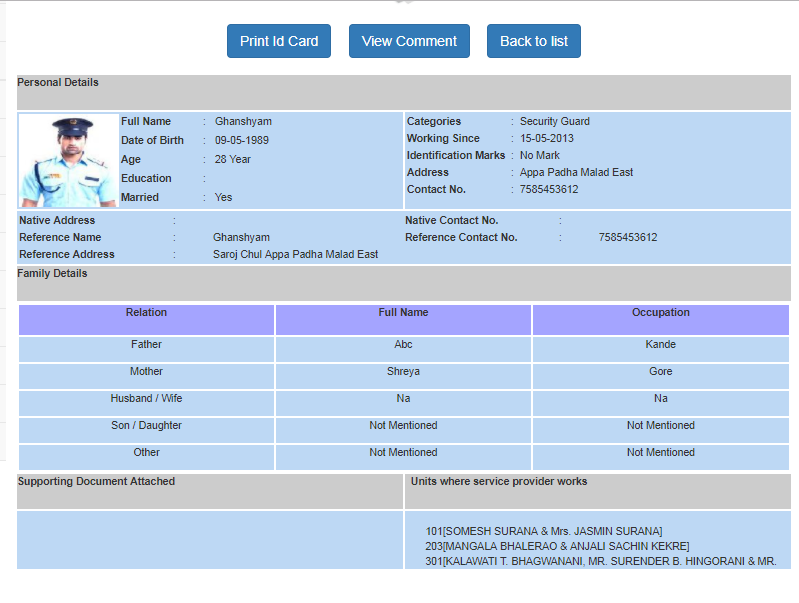 Print Id Card View Comment Back to list
Personal Details
Full Name : Ghanshyam
Date of Birth : 09-05-1989
Age : 28 Year
Education :
Married : Yes
Categories : Security Guard
Working Since : 15-05-2013
Identification Marks : No Mark
Address : Appa Padha Malad East
Contact No. : 7585453612
Native Address : Native Contact No. :
Reference Name : Ghanshyam Reference Contact No. : 7585453612
Reference Address : Saroj Chul Appa Padha Malad East
Family Details
Relation Full Name Occupation
Father Abc Kande
Mother Shreya Gore
Husband / Wife Na Na
Son / Daughter Not Mentioned Not Mentioned
Other Not Mentioned Not Mentioned
Supporting Document Attached Units where service provider works
101[SOMESH SURANA & Mrs. JASMIN SURANA]
203[MANGALA BHALERAO & ANJALI SACHIN KEKRE]
301[KALAWATI T. BHAGWANANI, MR. SURENDER B. HINGORANI & MR.